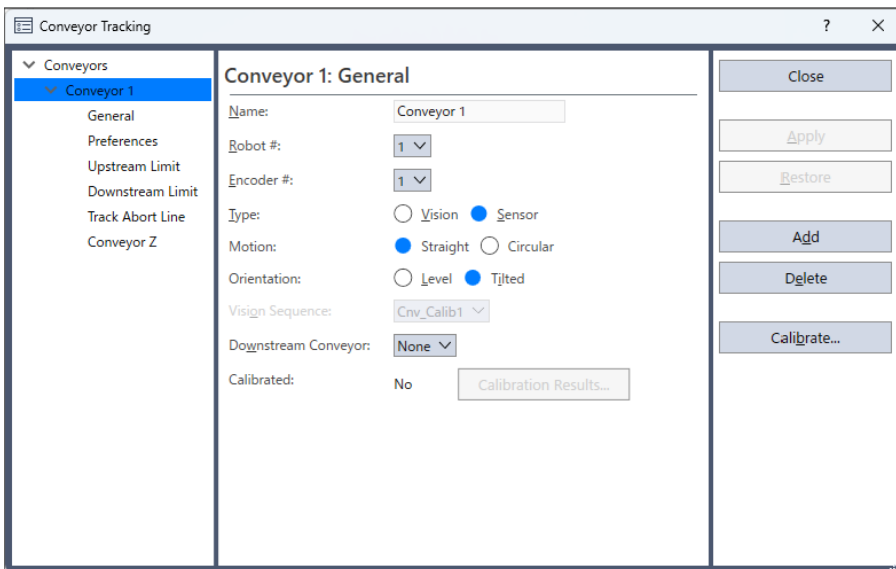 Conveyor Tracking
?
Conveyors
Conveyor 1
General
Preferences
Upstream Limit
Downstream Limit
Track Abort Line
Conveyor Z
Conveyor 1: General
Name: Conveyor 1
Robot #: 1
Encoder #: 1
Type: Vision Sensor
Motion: Straight Circular
Orientation: Level Tilted
Vision Sequence: Cnv_Calib1
Downstream Conveyor: None
Calibrated: No Calibration Results...
Close
Apply
Restore
Add
Delete
Calibrate...